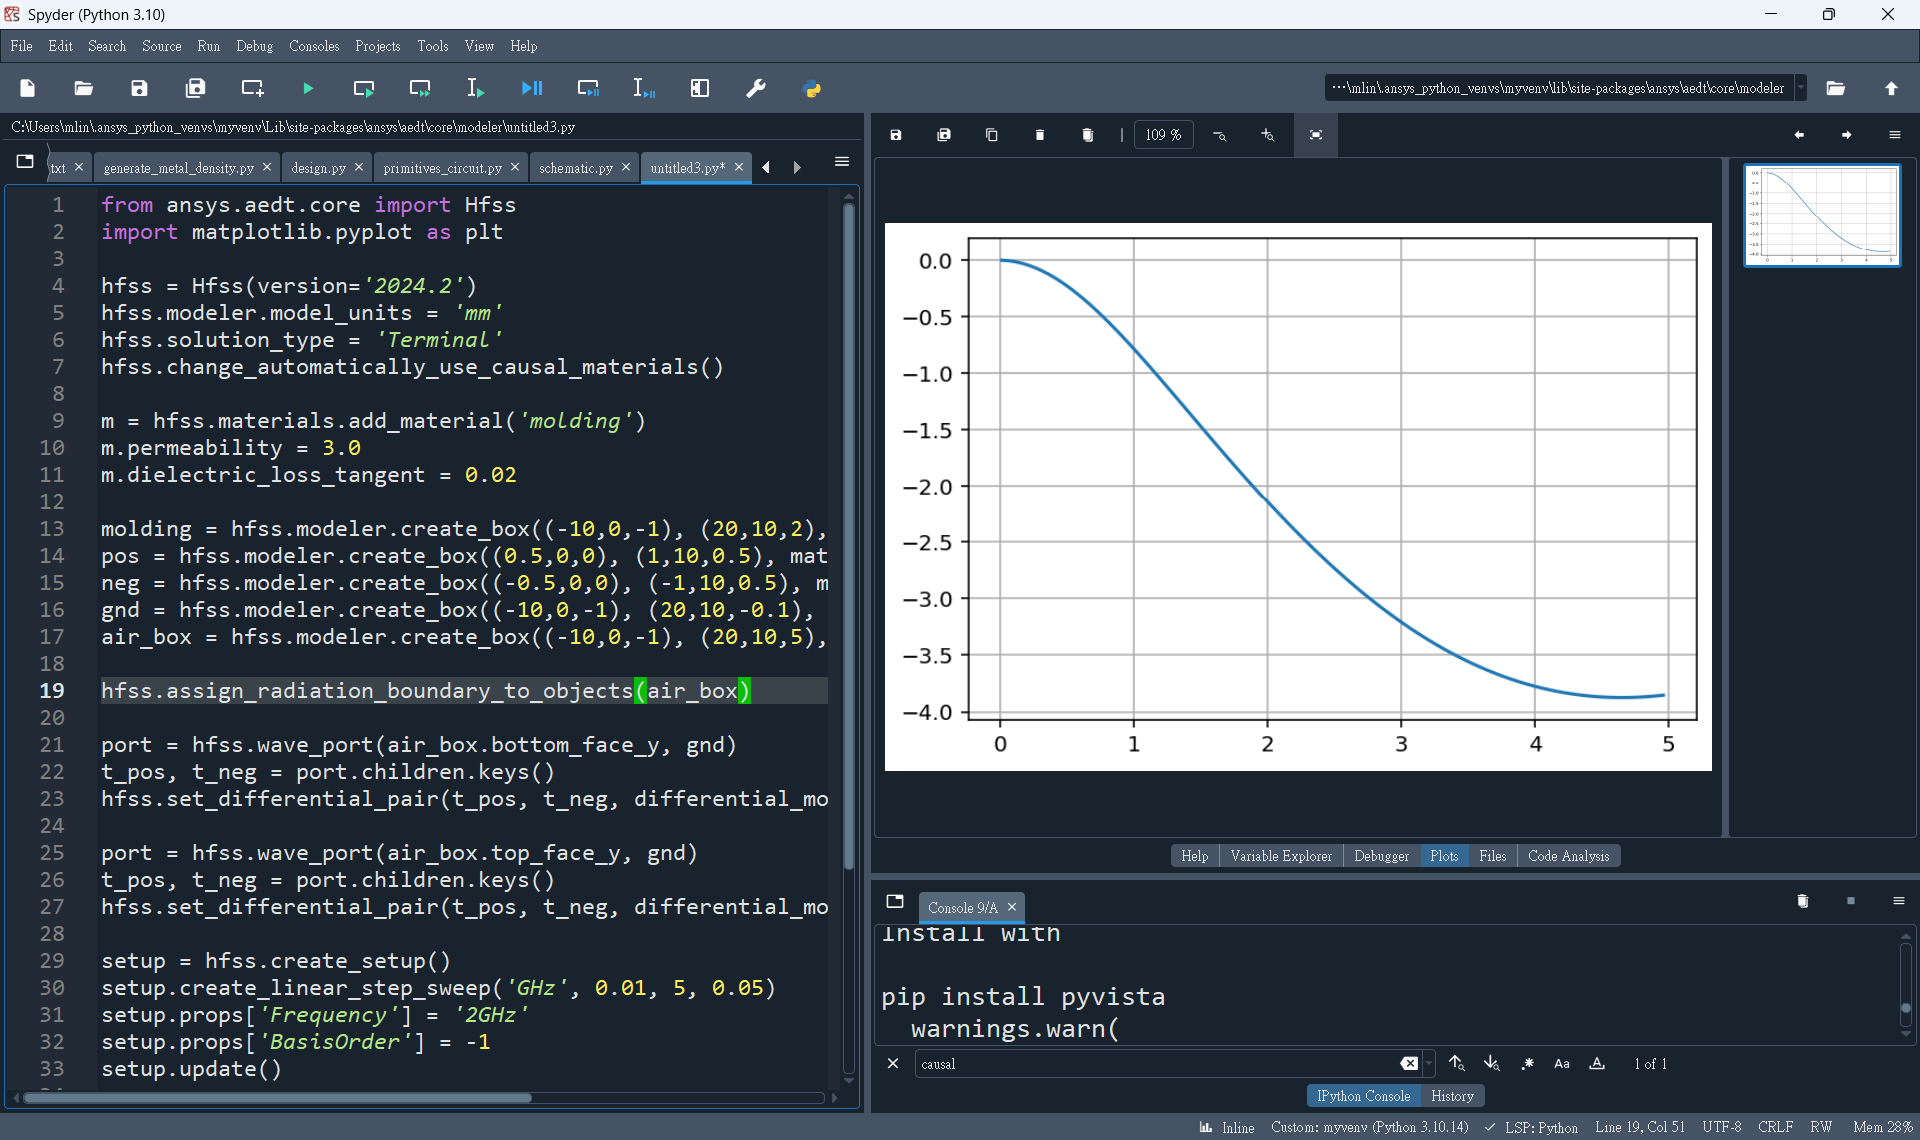 Spyder (Python 3.10)
File Edit Search Source Run Debug Consoles Projects Tools View Help
···\mlin\.ansys_python_venvs\myvenv\lib\site-packages\ansys\aedt\core\modeler
C:\Users\mlin\.ansys_python_venvs\myvenv\Lib\site-packages\ansys\aedt\core\modeler\untitled3.py
txt generate_metal_density.py design.py primitives_circuit.py schematic.py untitled3.py*
1 from ansys.aedt.core import Hfss
2 import matplotlib.pyplot as plt
3
4 hfss = Hfss(version='2024.2')
5 hfss.modeler.model_units = 'mm'
6 hfss.solution_type = 'Terminal'
7 hfss.change_automatically_use_causal_materials()
8
9 m = hfss.materials.add_material('molding')
10 m.permeability = 3.0
11 m.dielectric_loss_tangent = 0.02
12
13 molding = hfss.modeler.create_box((-10,0,-1), (20,10,2),
14 pos = hfss.modeler.create_box((0.5,0,0), (1,10,0.5), mat
15 neg = hfss.modeler.create_box((-0.5,0,0), (-1,10,0.5), m
16 gnd = hfss.modeler.create_box((-10,0,-1), (20,10,-0.1),
17 air_box = hfss.modeler.create_box((-10,0,-1), (20,10,5),
18
19 hfss.assign_radiation_boundary_to_objects(air_box)
20
21 port = hfss.wave_port(air_box.bottom_face_y, gnd)
22 t_pos, t_neg = port.children.keys()
23 hfss.set_differential_pair(t_pos, t_neg, differential_mo
24
25 port = hfss.wave_port(air_box.top_face_y, gnd)
26 t_pos, t_neg = port.children.keys()
27 hfss.set_differential_pair(t_pos, t_neg, differential_mo
28
29 setup = hfss.create_setup()
30 setup.create_linear_step_sweep('GHz', 0.01, 5, 0.05)
31 setup.props['Frequency'] = '2GHz'
32 setup.props['BasisOrder'] = -1
33 setup.update()
109 %
0.0
−0.5
−1.0
−1.5
−2.0
−2.5
−3.0
−3.5
−4.0
0 1 2 3 4 5
Help Variable Explorer Debugger Plots Files Code Analysis
Console 9/A
Install with
pip install pyvista
warnings.warn(
causal
Aa
1 of 1
IPython Console History
Inline Custom: myvenv (Python 3.10.14) LSP: Python Line 19, Col 51 UTF-8 CRLF RW Mem 28%